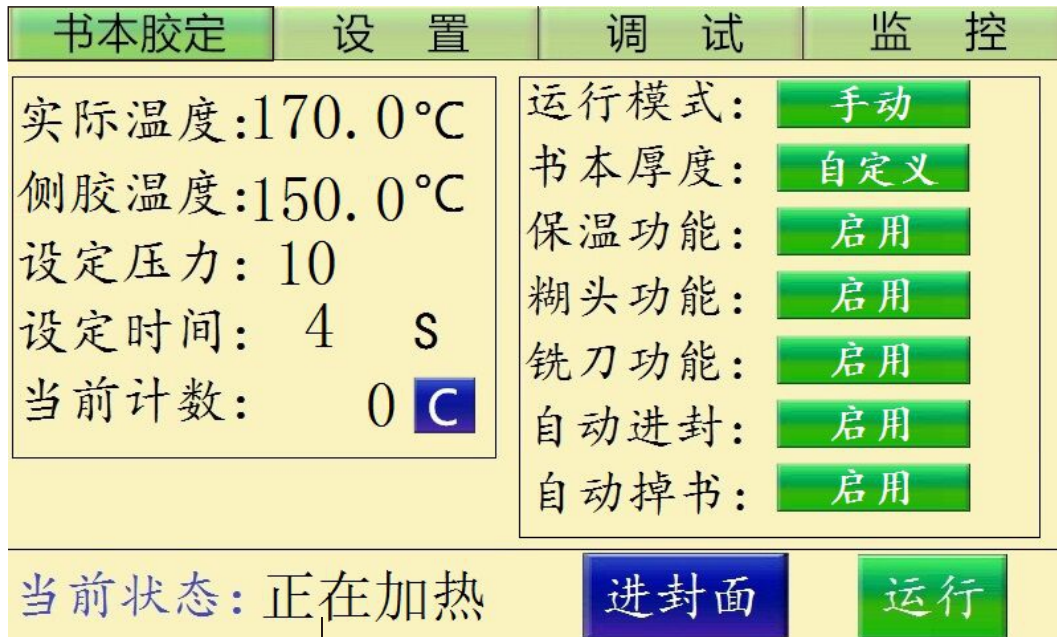 书本胶定 设 置 调 试 监 控
实际温度:170.0℃
侧胶温度:150.0℃
设定压力: 10
设定时间: 4 S
当前计数: 0 C
运行模式: 手动
书本厚度: 自定义
保温功能: 启用
糊头功能: 启用
铣刀功能: 启用
自动进封: 启用
自动掉书: 启用
当前状态: 正在加热 进封面 运行